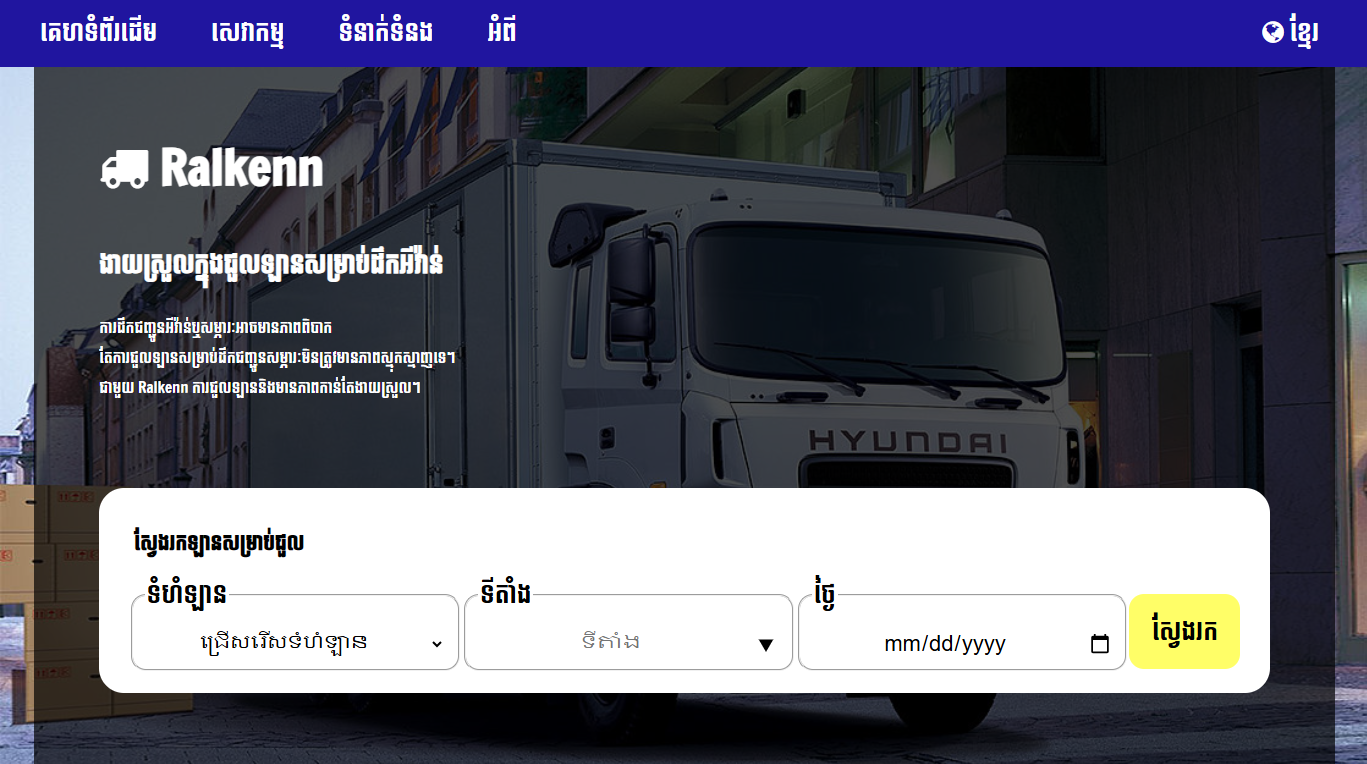 គេហទំព័រដើម សេវាកម្ម ទំនាក់ទំនង អំពី ខ្មែរ
Ralkenn
ងាយស្រួលក្នុងជួលឡានសម្រាប់ដឹកអីវ៉ាន់
ការដឹកជញ្ជូនអីវ៉ាន់ឬសម្ភារៈអាចមានភាពពិបាក
តែការជួលឡានសម្រាប់ដឹកជញ្ជូនសម្ភារៈមិនត្រូវមានភាពស្មុកស្មាញទេ។
ជាមួយ Ralkenn ការជួលឡាននិងមានភាពកាន់តែងាយស្រួល។
HYUNDAI
ស្វែងរកឡានសម្រាប់ជួល
ទំហំឡាន ទីតាំង ថ្ងៃ
ជ្រើសរើសទំហំឡាន ទីតាំង mm/dd/yyyy ស្វែងរក